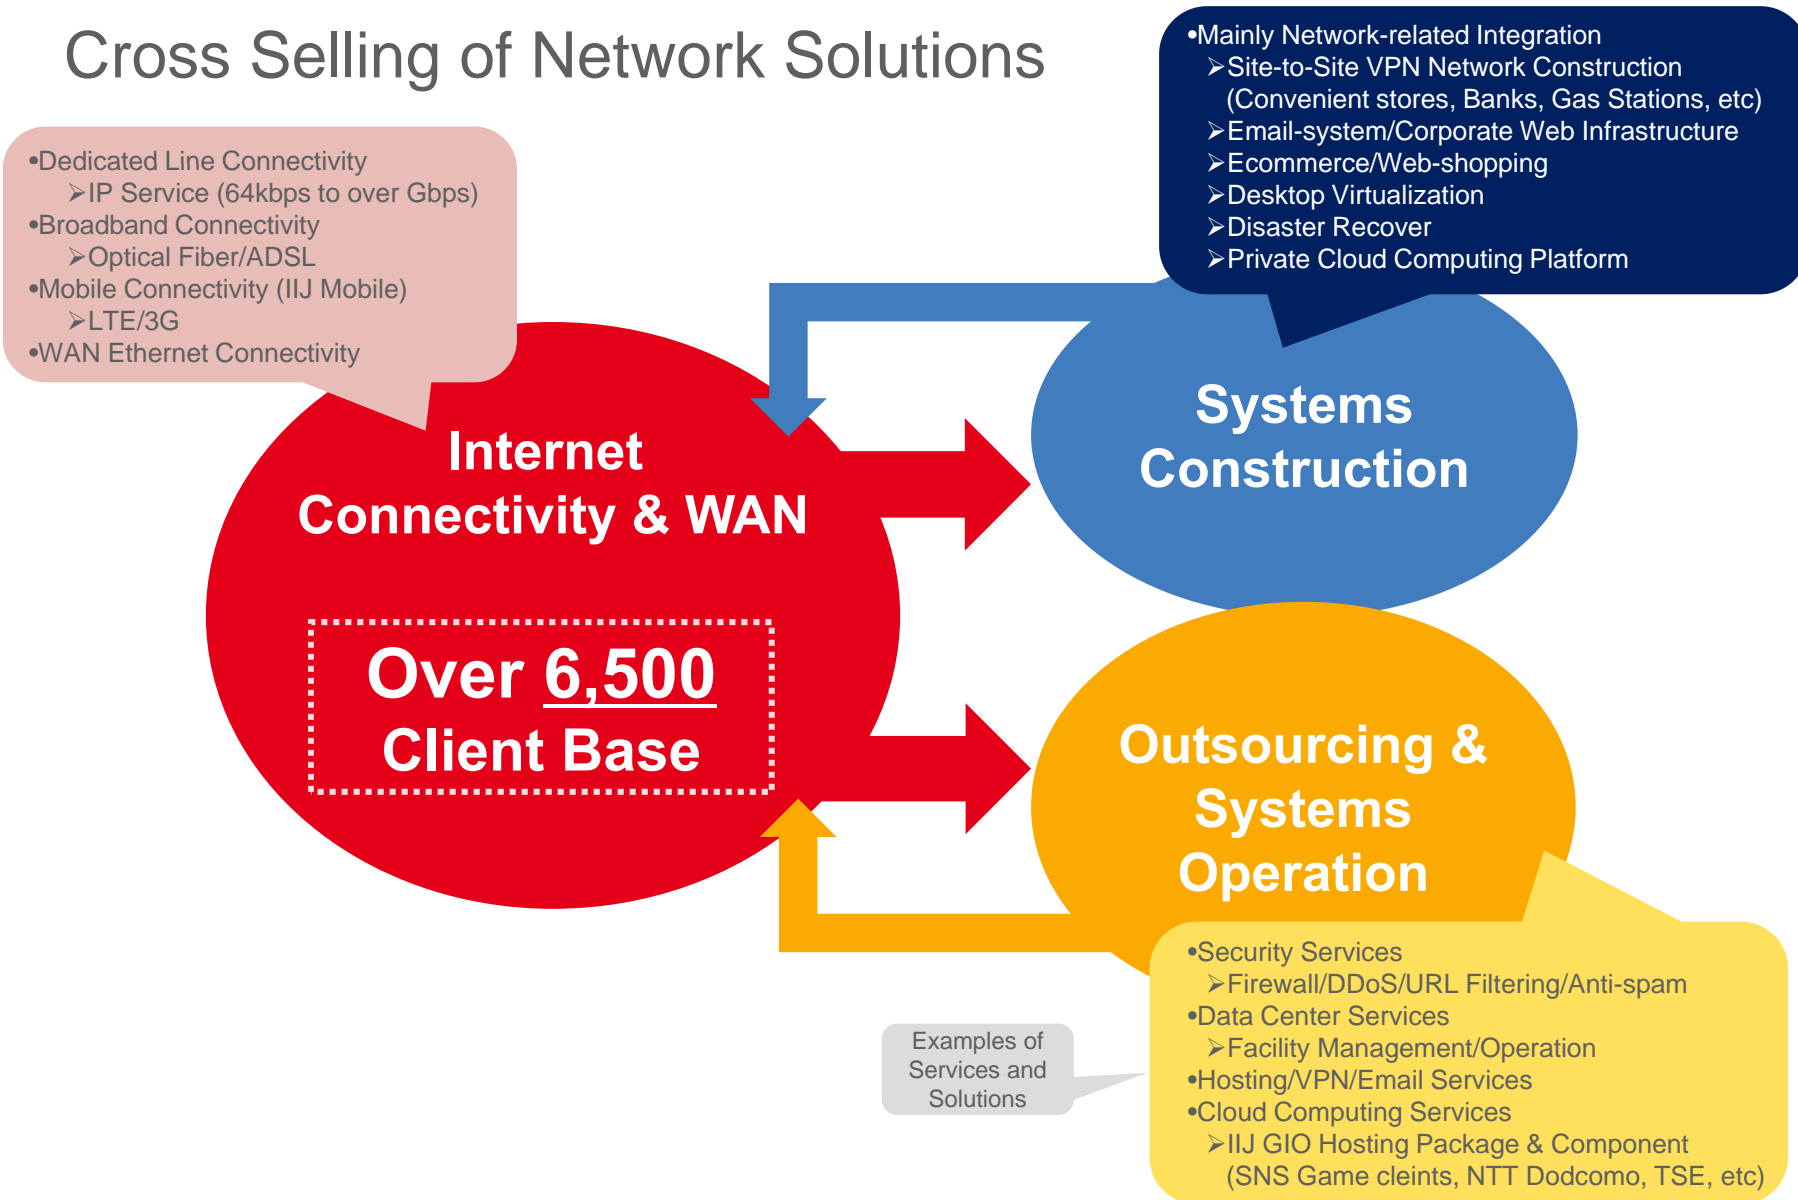 Cross Selling of Network Solutions
•Mainly Network-related Integration
➢Site-to-Site VPN Network Construction
(Convenient stores, Banks, Gas Stations, etc)
➢Email-system/Corporate Web Infrastructure
➢Ecommerce/Web-shopping
➢Desktop Virtualization
➢Disaster Recover
➢Private Cloud Computing Platform
•Dedicated Line Connectivity
➢IP Service (64kbps to over Gbps)
•Broadband Connectivity
➢Optical Fiber/ADSL
•Mobile Connectivity (IIJ Mobile)
➢LTE/3G
•WAN Ethernet Connectivity
Internet
Connectivity & WAN
Over 6,500
Client Base
Systems
Construction
Outsourcing &
Systems
Operation
•Security Services
➢Firewall/DDoS/URL Filtering/Anti-spam
•Data Center Services
➢Facility Management/Operation
•Hosting/VPN/Email Services
•Cloud Computing Services
➢IIJ GIO Hosting Package & Component
(SNS Game cleints, NTT Dodcomo, TSE, etc)
Examples of
Services and
Solutions